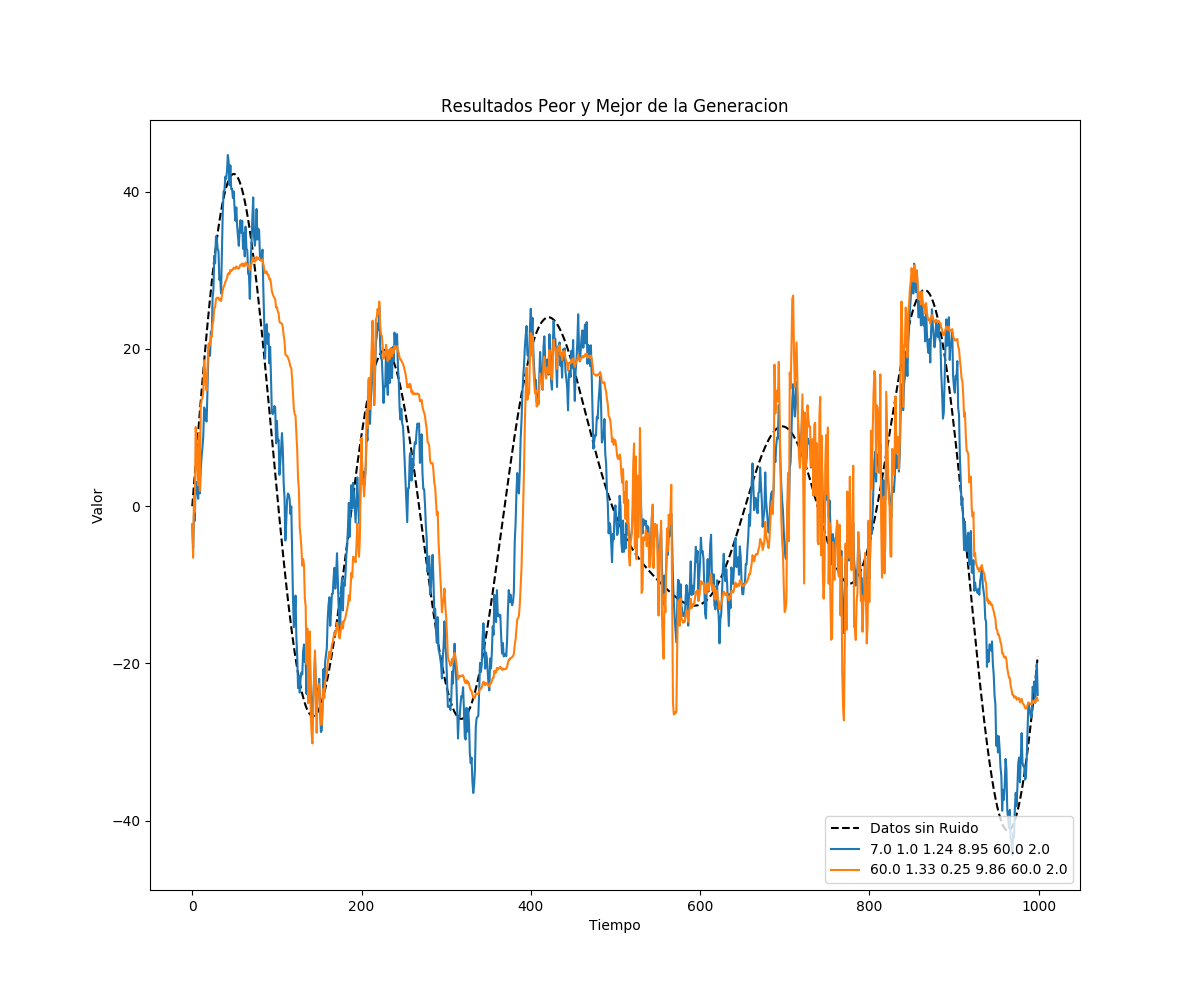 Resultados Peor y Mejor de la Generacion
Valor
40
20
0
−20
−40
0
200
400
600
800
1000
Tiempo
Datos sin Ruido
7.0 1.0 1.24 8.95 60.0 2.0
60.0 1.33 0.25 9.86 60.0 2.0